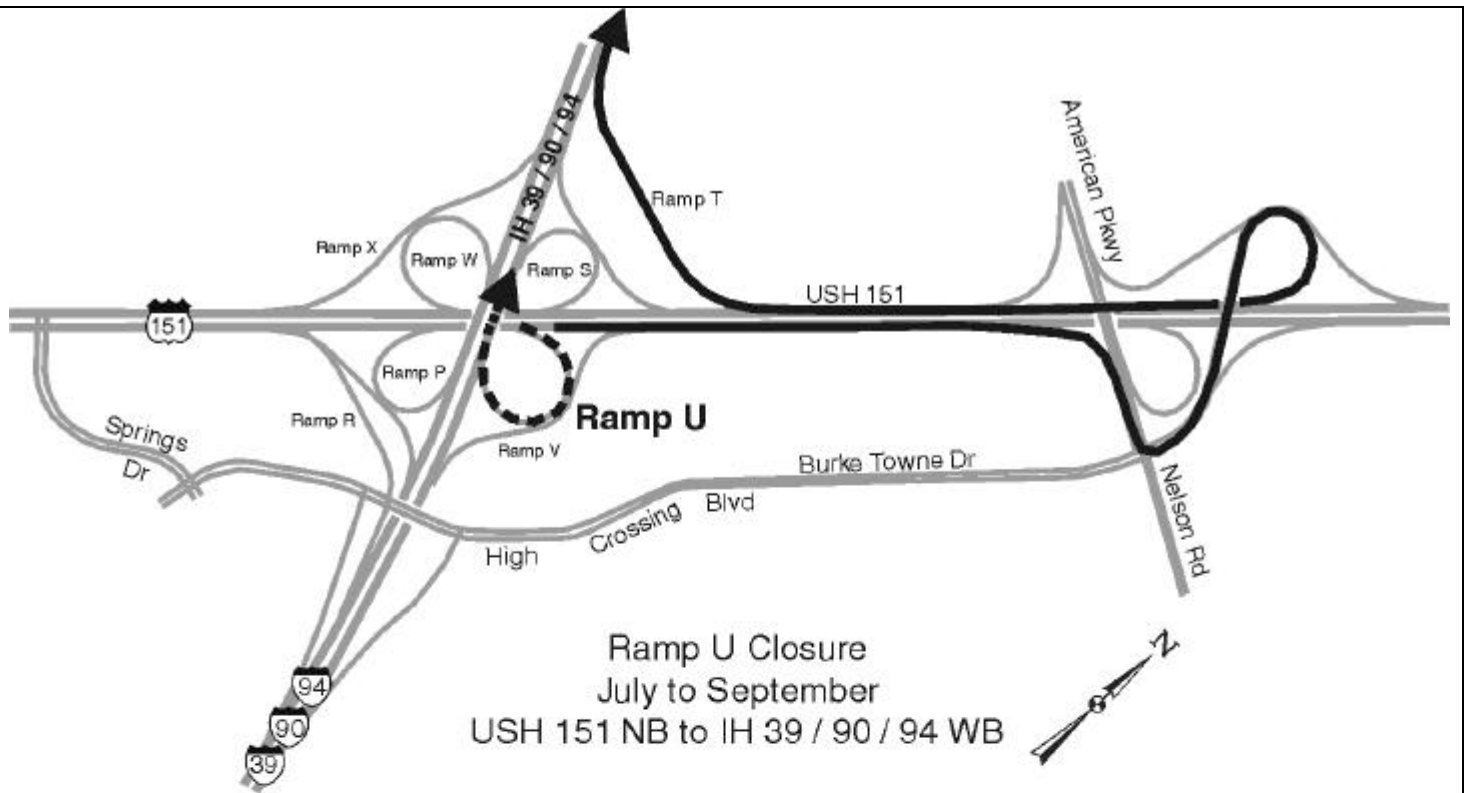 IH 39 / 90 / 94
American Pkwy
Ramp T
Ramp X
Ramp W
Ramp S
USH 151
151
Ramp P
Ramp U
Ramp R
Ramp V
Springs
Dr
Burke Towne Dr
High
Crossing
Blvd
Nelson Rd
94
90
39
Ramp U Closure
July to September
USH 151 NB to IH 39 / 90 / 94 WB
N